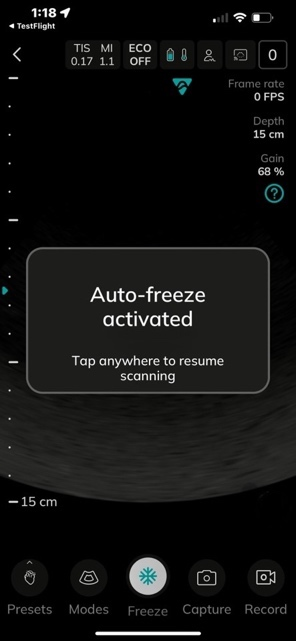 1:18
TestFlight
TIS MI
0.17 1.1
ECO
OFF
0
Frame rate
0 FPS
Depth
15 cm
Gain
68 %
?
Auto-freeze
activated
Tap anywhere to resume
scanning
15 cm
Presets Modes Freeze Capture Record